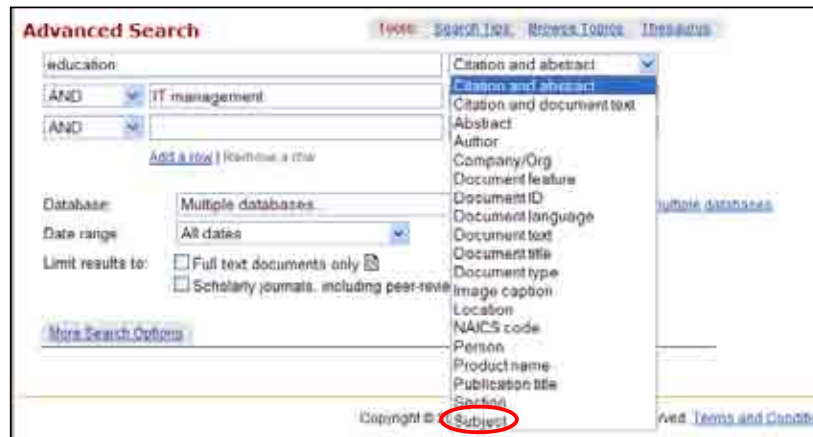 Advanced Search
Tools: Search Tips Browse Topics Thesaurus
education Citation and abstract
AND IT management
AND
Add a row | Remove a row
Citation and abstract
Citation and document text
Abstract
Author
Company/Org
Document feature
Document ID
Document language
Document text
Document title
Document type
Image caption
Location
NAICS code
Person
Product name
Publication title
Section
Subject
Database: Multiple databases... multiple databases
Date range: All dates
Limit results to: Full text documents only
Scholarly journals, including peer-revie
More Search Options
Copyright © 2 rved. Terms and Conditi